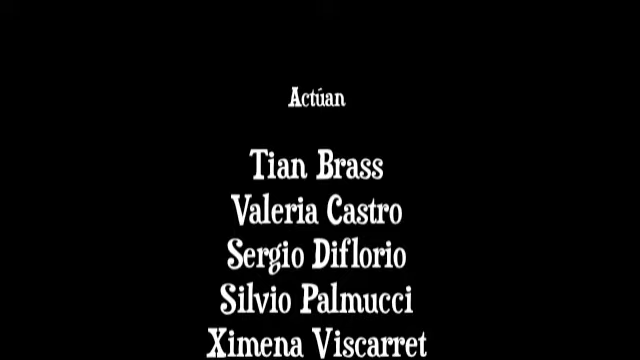 Actúan
Tian Brass
Valeria Castro
Sergio Diflorio
Silvio Palmucci
Ximena Viscarret